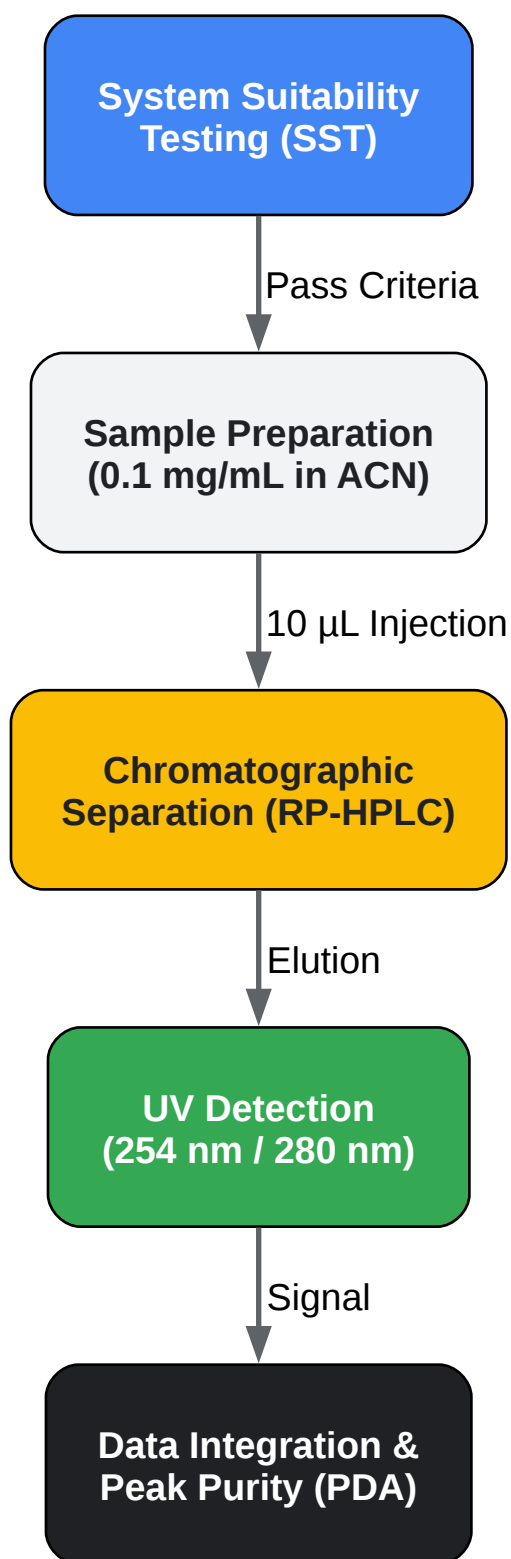 System Suitability
Testing (SST)
Pass Criteria
Sample Preparation
(0.1 mg/mL in ACN)
10 µL Injection
Chromatographic
Separation (RP-HPLC)
Elution
UV Detection
(254 nm / 280 nm)
Signal
Data Integration &
Peak Purity (PDA)